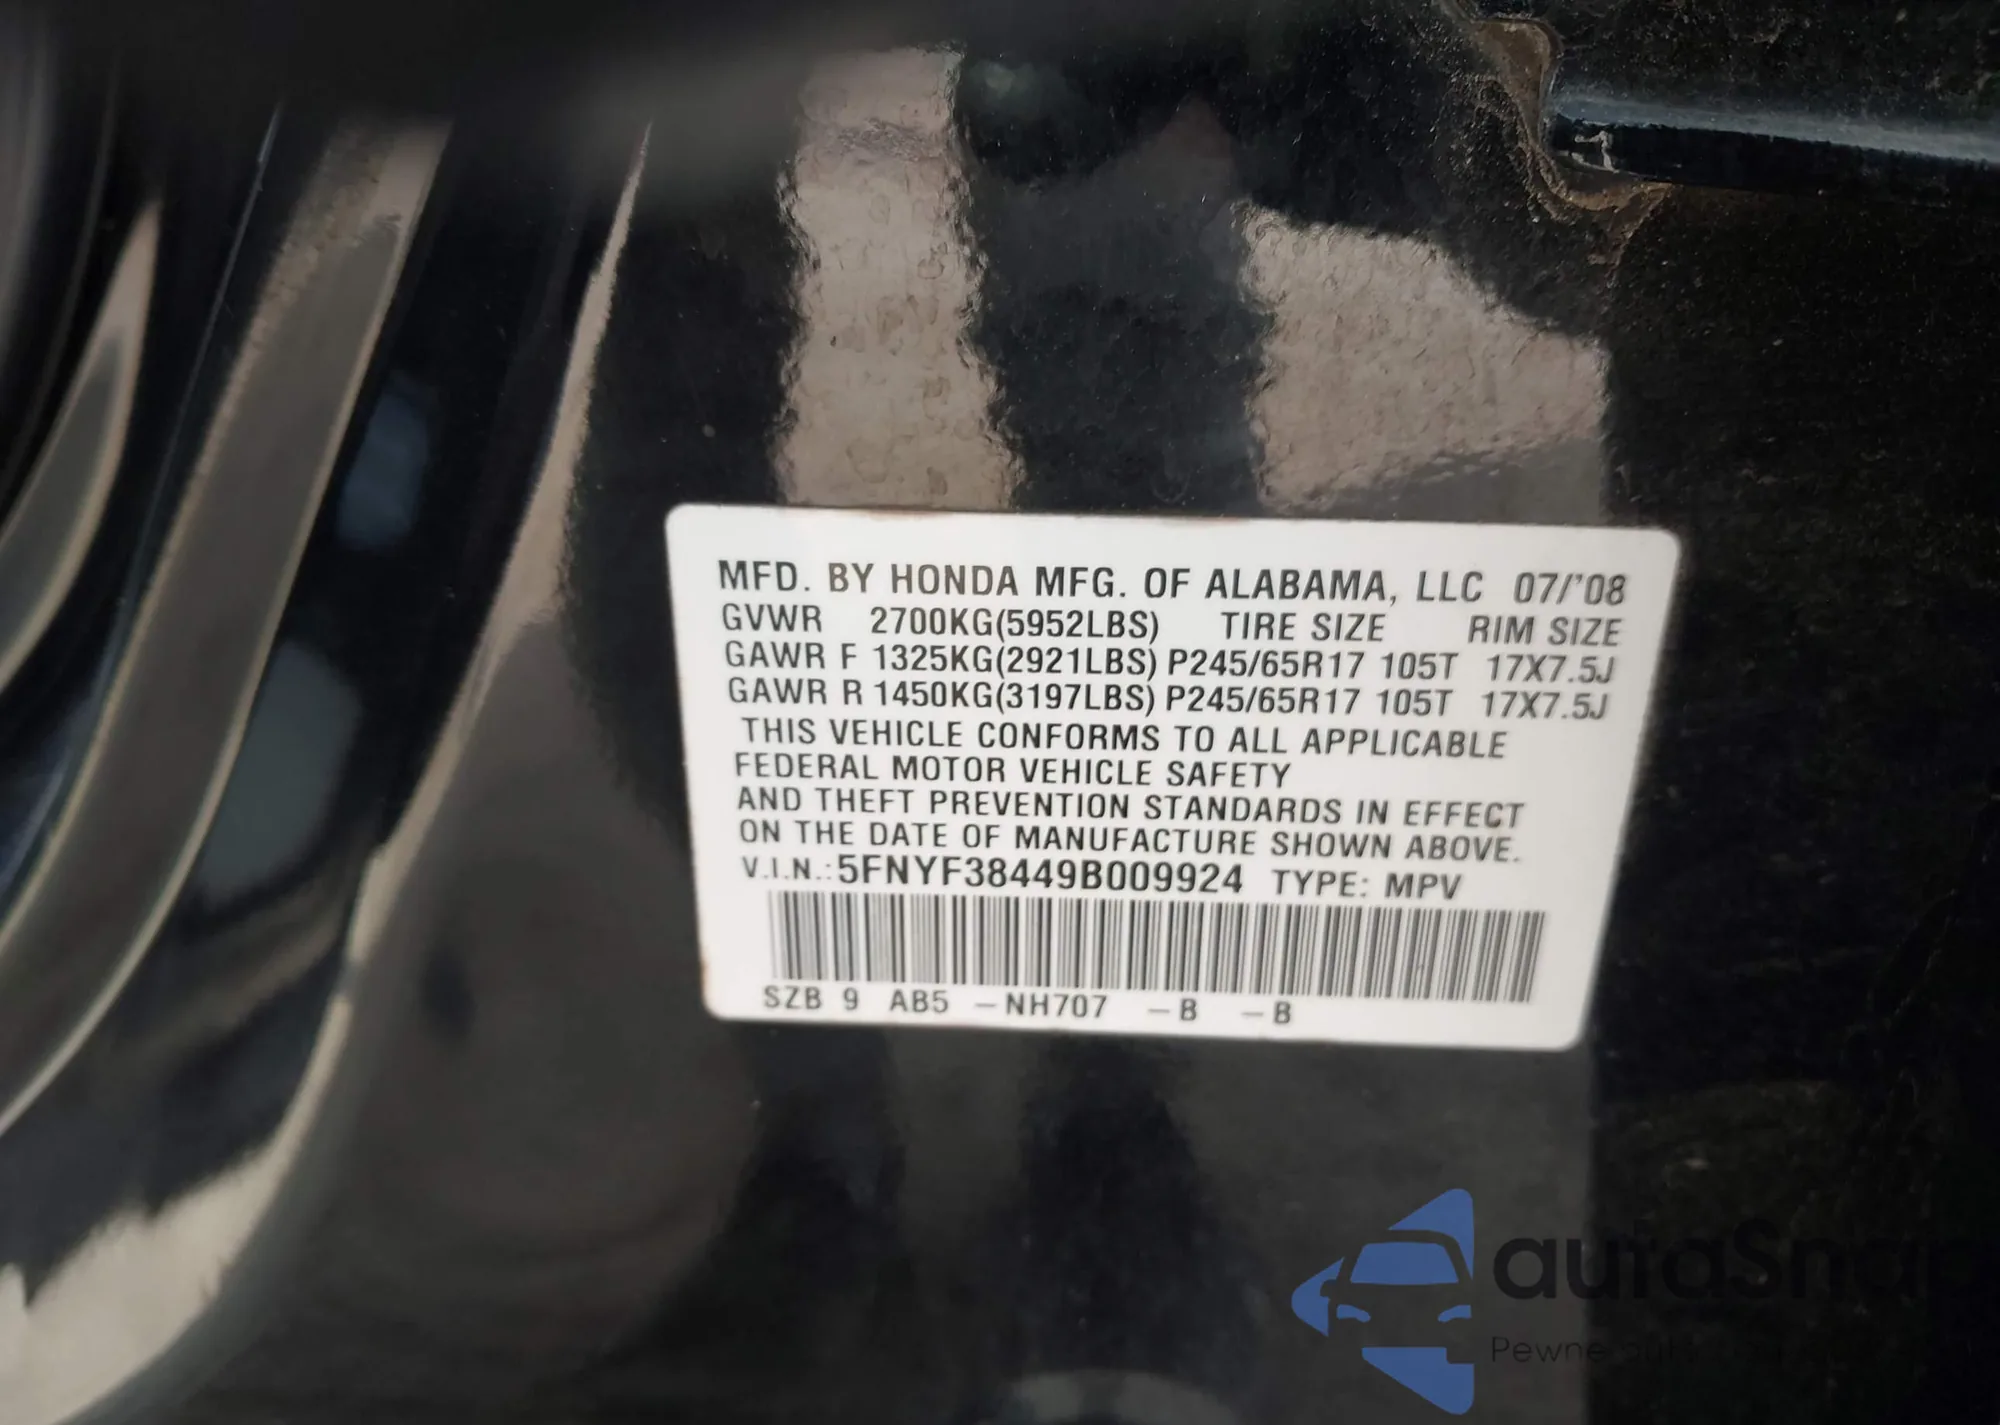 MFD. BY HONDA MFG. OF ALABAMA, LLC 07/'08
GVWR 2700KG(5952LBS) TIRE SIZE RIM SIZE
GAWR F 1325KG(2921LBS) P245/65R17 105T 17X7.5J
GAWR R 1450KG(3197LBS) P245/65R17 105T 17X7.5J
THIS VEHICLE CONFORMS TO ALL APPLICABLE
FEDERAL MOTOR VEHICLE SAFETY
AND THEFT PREVENTION STANDARDS IN EFFECT
ON THE DATE OF MANUFACTURE SHOWN ABOVE.
V.I.N.:5FNYF38449B009924 TYPE: MPV
SZB 9 AB5 –NH707 –B –B
autaSna
Pewne